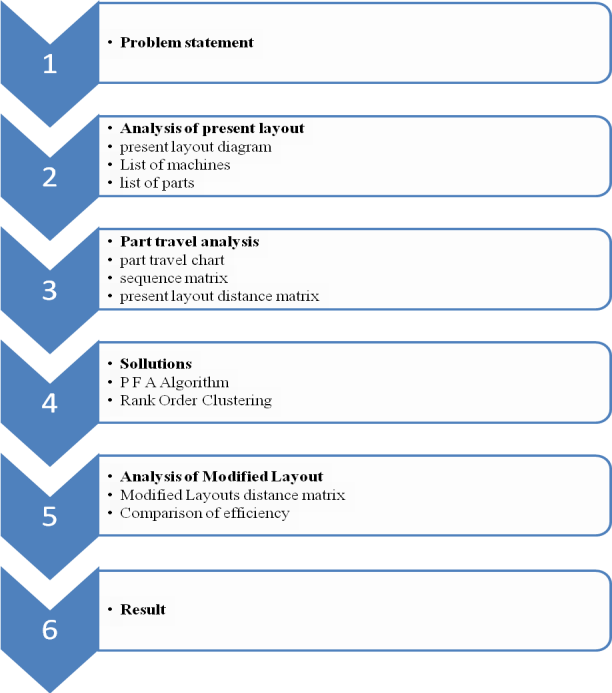 1
• Problem statement
2
• Analysis of present layout
• present layout diagram
• List of machines
• list of parts
3
• Part travel analysis
• part travel chart
• sequence matrix
• present layout distance matrix
4
• Sollutions
• P F A Algorithm
• Rank Order Clustering
5
• Analysis of Modified Layout
• Modified Layouts distance matrix
• Comparison of efficiency
6
• Result